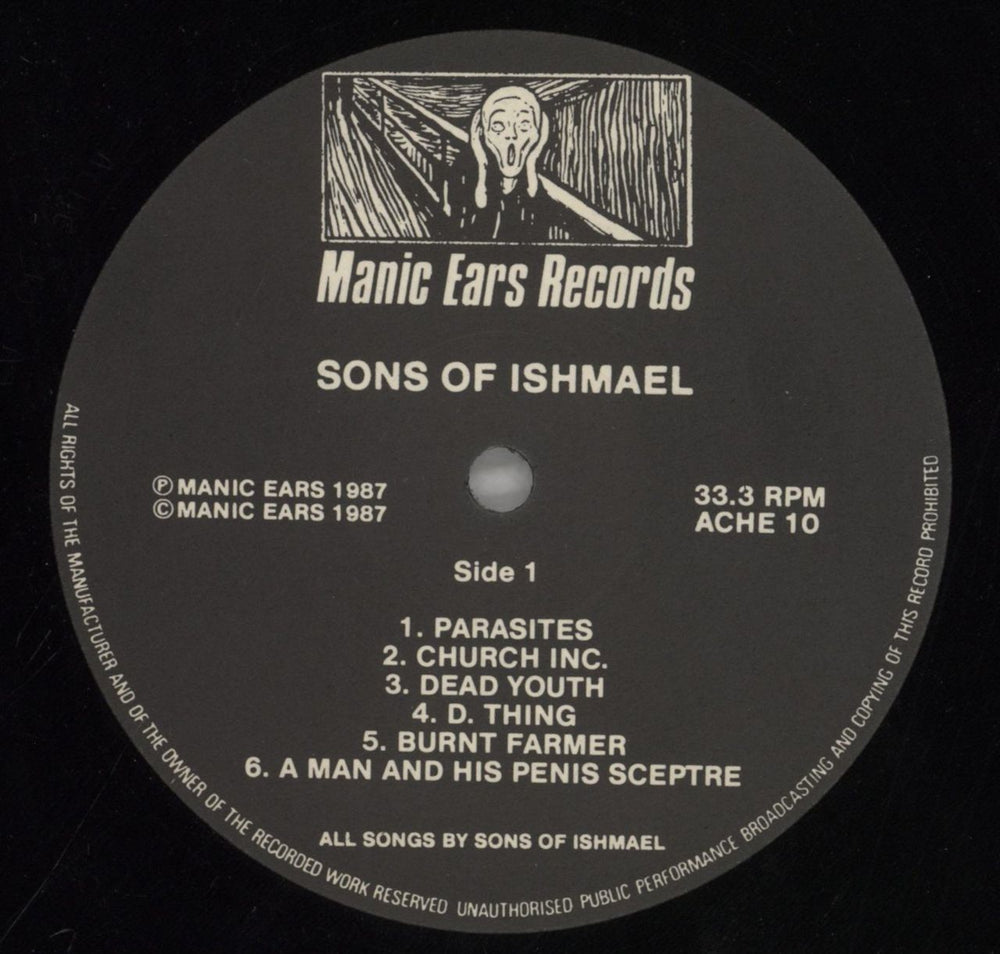 Manic Ears Records
SONS OF ISHMAEL
Ⓟ MANIC EARS 1987
© MANIC EARS 1987
33.3 RPM
ACHE 10
Side 1
1. PARASITES
2. CHURCH INC.
3. DEAD YOUTH
4. D. THING
5. BURNT FARMER
6. A MAN AND HIS PENIS SCEPTRE
ALL SONGS BY SONS OF ISHMAEL
ALL RIGHTS OF THE MANUFACTURER AND OF THE OWNER OF THE RECORDED WORK RESERVED UNAUTHORISED PUBLIC PERFORMANCE BROADCASTING AND COPYING OF THIS RECORD PROHIBITED